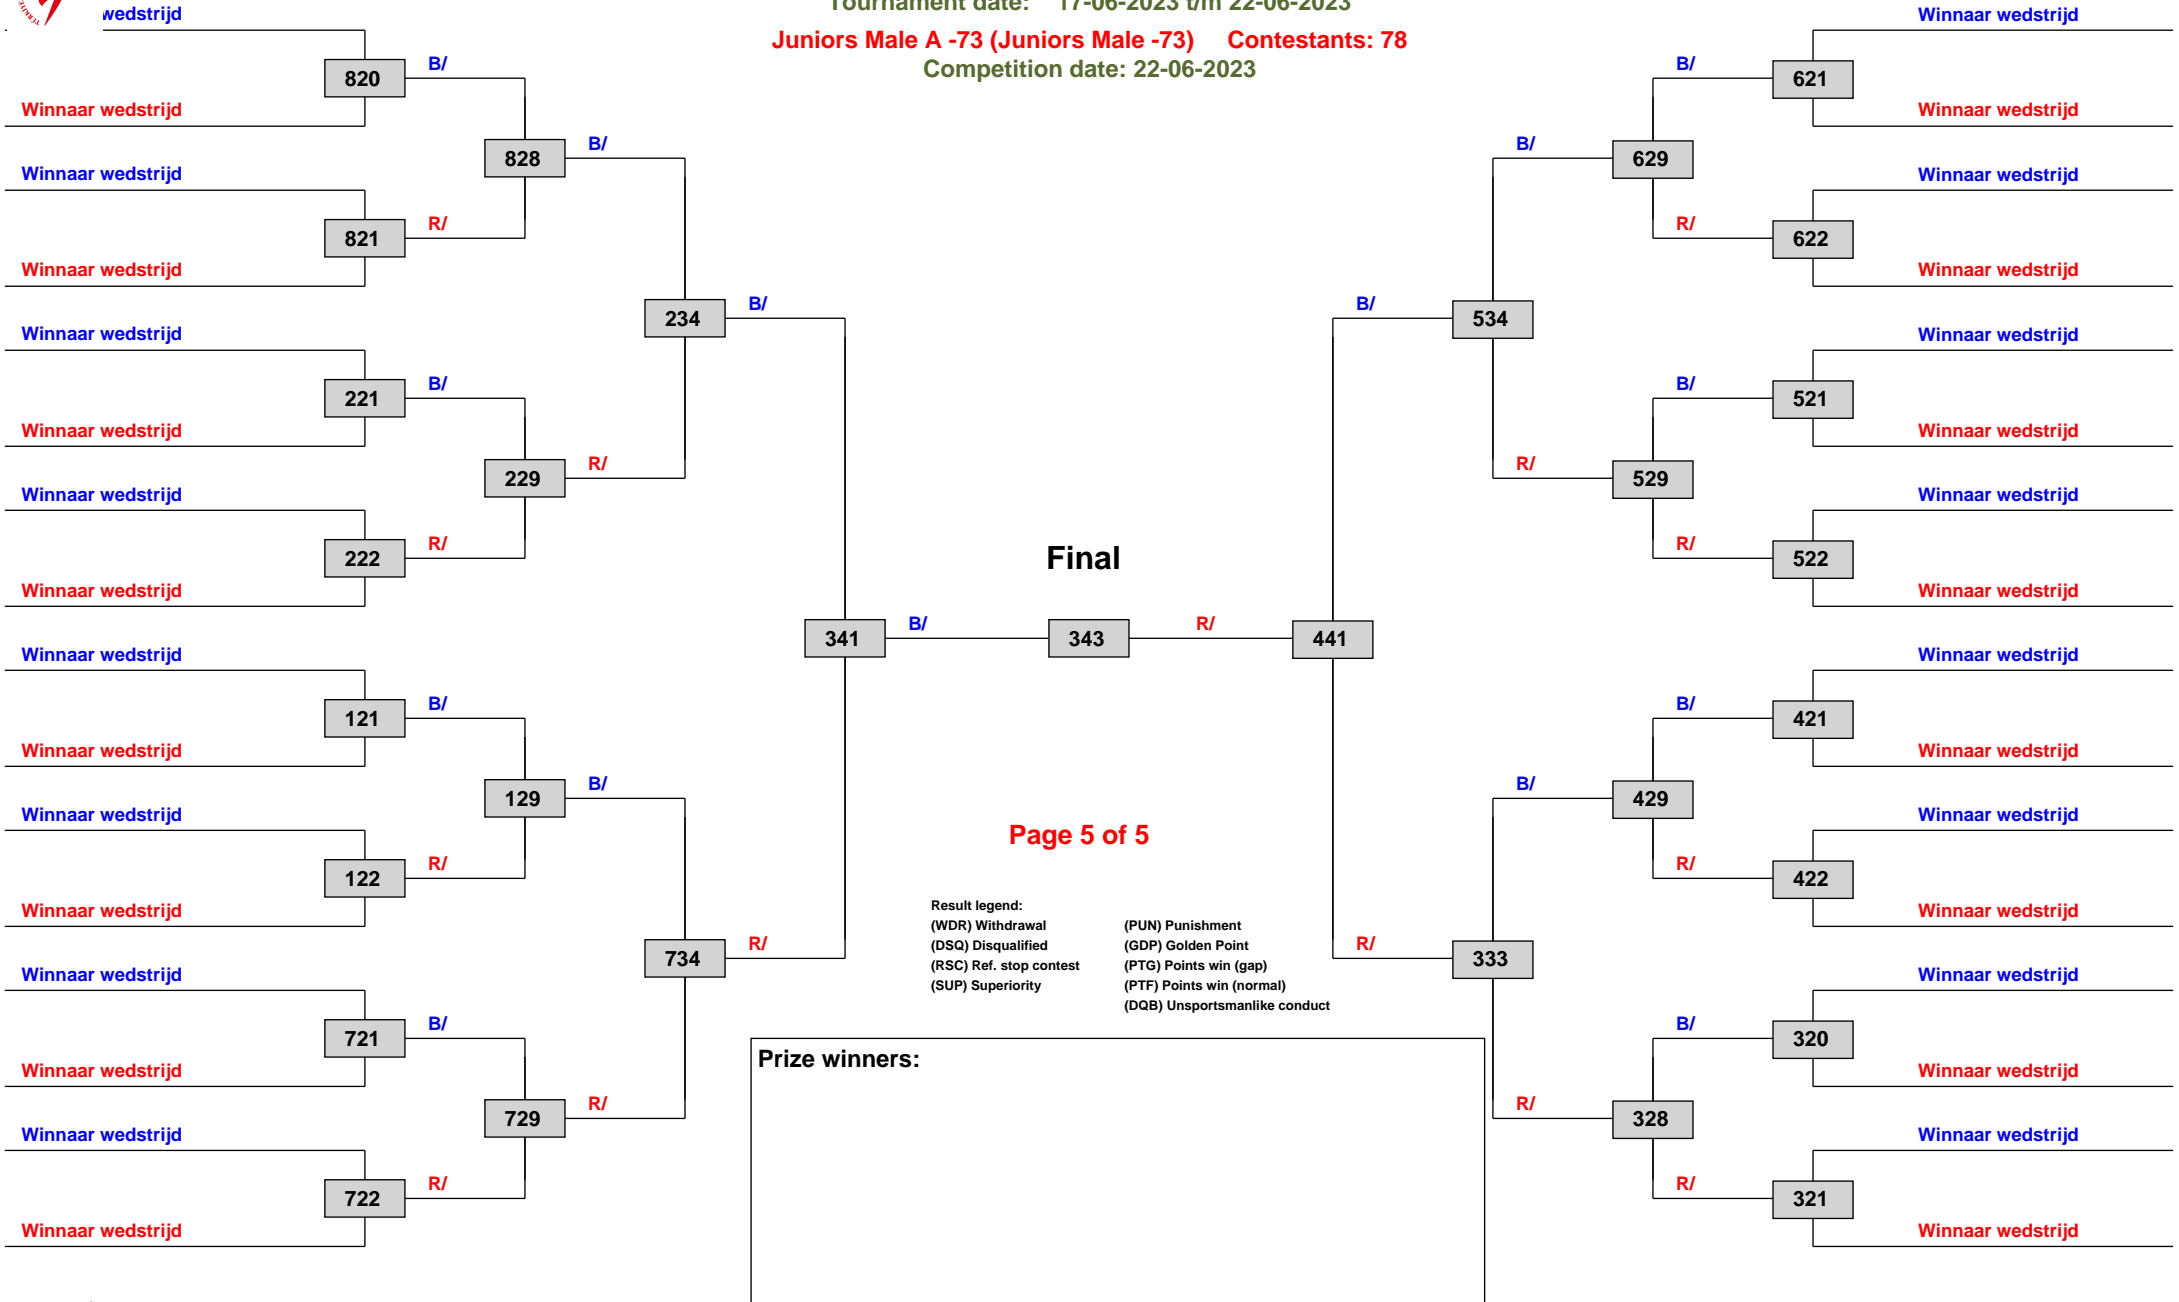 Tournament date: 17-06-2023 t/m 22-06-2023
Juniors Male A -73 (Juniors Male -73) Contestants: 78
Competition date: 22-06-2023
wedstrijd
820
B/
Winnaar wedstrijd
828
B/
Winnaar wedstrijd
821
R/
Winnaar wedstrijd
234
B/
Winnaar wedstrijd
221
B/
Winnaar wedstrijd
229
R/
Winnaar wedstrijd
222
R/
Winnaar wedstrijd
341
B/
Winnaar wedstrijd
121
B/
Winnaar wedstrijd
129
B/
Winnaar wedstrijd
122
R/
Winnaar wedstrijd
734
R/
Winnaar wedstrijd
721
B/
Winnaar wedstrijd
729
R/
Winnaar wedstrijd
722
R/
Winnaar wedstrijd
Final
343
R/
441
Page 5 of 5
Result legend:
(WDR) Withdrawal (PUN) Punishment
(DSQ) Disqualified (GDP) Golden Point
(RSC) Ref. stop contest (PTG) Points win (gap)
(SUP) Superiority (PTF) Points win (normal)
(DQB) Unsportsmanlike conduct
Prize winners:
Winnaar wedstrijd
B/
621
Winnaar wedstrijd
B/
629
Winnaar wedstrijd
R/
622
Winnaar wedstrijd
B/
534
Winnaar wedstrijd
B/
521
Winnaar wedstrijd
R/
529
Winnaar wedstrijd
R/
522
Winnaar wedstrijd
Winnaar wedstrijd
B/
421
Winnaar wedstrijd
B/
429
Winnaar wedstrijd
R/
422
Winnaar wedstrijd
R/
333
Winnaar wedstrijd
B/
320
Winnaar wedstrijd
R/
328
Winnaar wedstrijd
R/
321
Winnaar wedstrijd